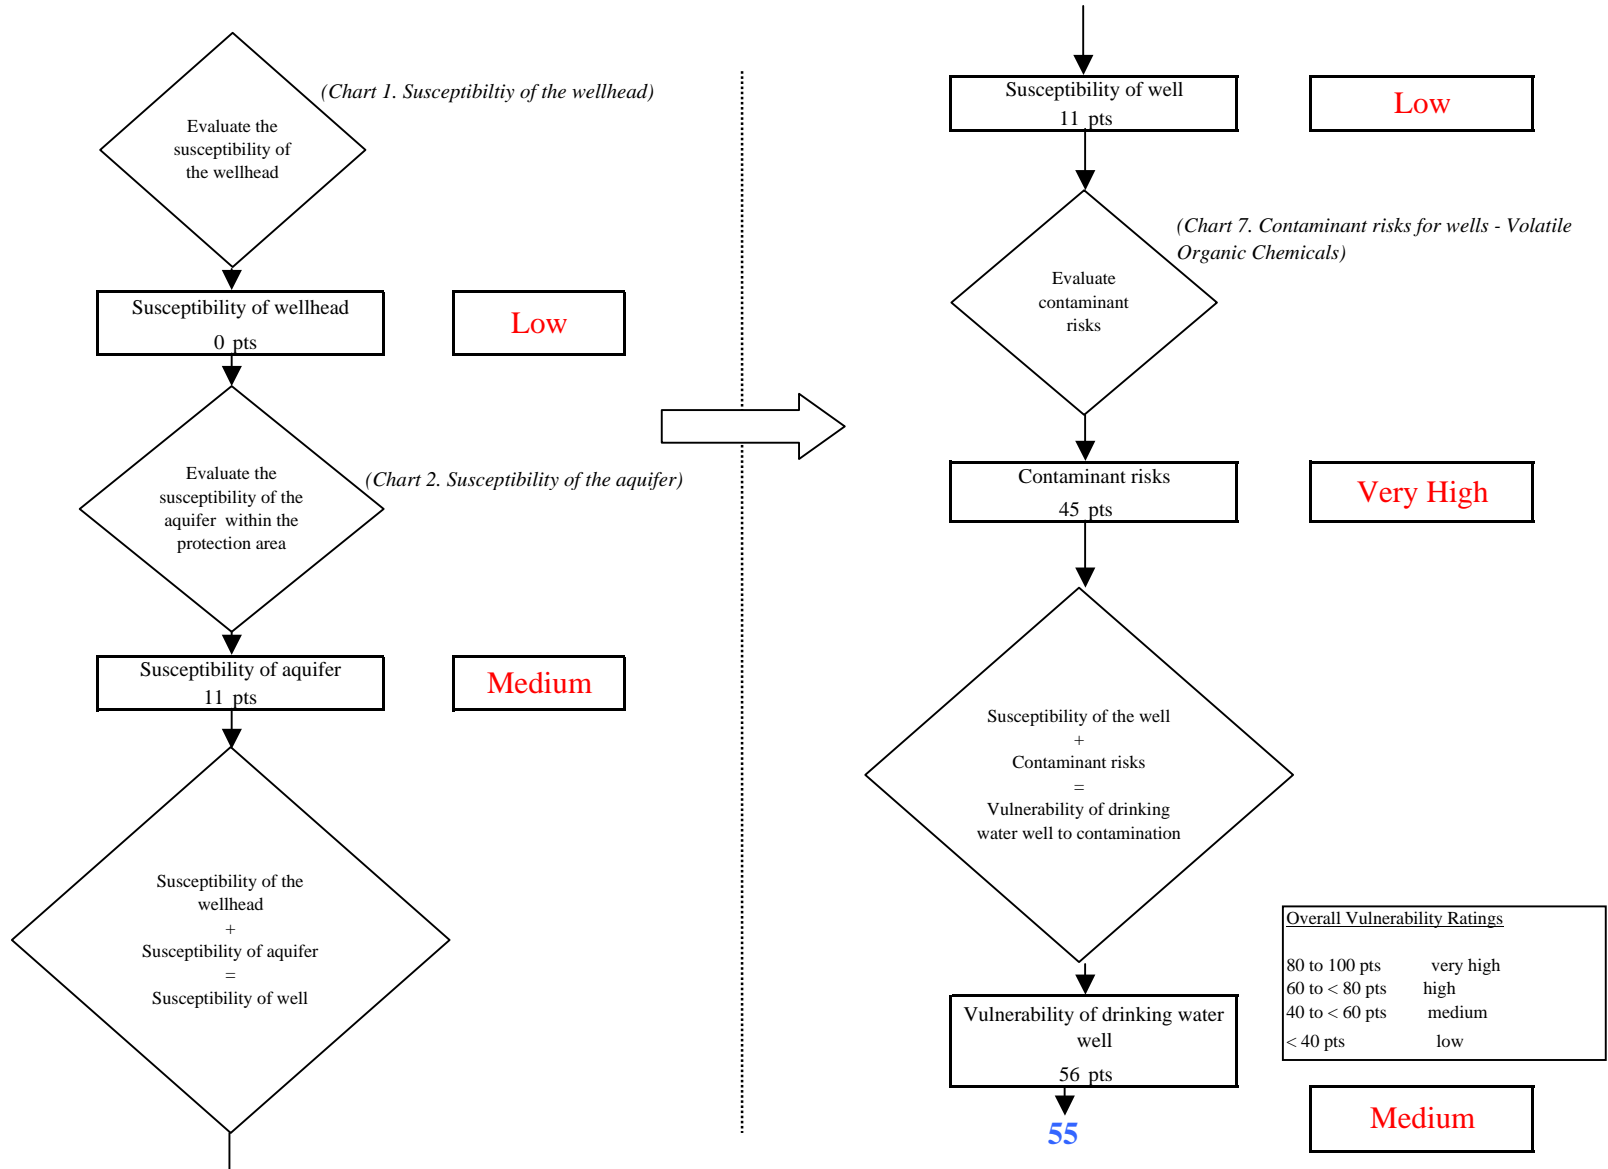 (Chart 1. Susceptibiltiy of the wellhead)
Evaluate the
susceptibility of
the wellhead
Susceptibility of wellhead
0 pts
Low
Evaluate the
susceptibility of the
aquifer within the
protection area
(Chart 2. Susceptibility of the aquifer)
Susceptibility of aquifer
11 pts
Medium
Susceptibility of the
wellhead
+
Susceptibility of aquifer
=
Susceptibility of well
Susceptibility of well
11 pts
Low
(Chart 7. Contaminant risks for wells - Volatile
Organic Chemicals)
Evaluate
contaminant
risks
Contaminant risks
45 pts
Very High
Susceptibility of the well
+
Contaminant risks
=
Vulnerability of drinking
water well to contamination
Overall Vulnerability Ratings
80 to 100 pts very high
60 to < 80 pts high
40 to < 60 pts medium
< 40 pts low
Vulnerability of drinking water
well
56 pts
55
Medium